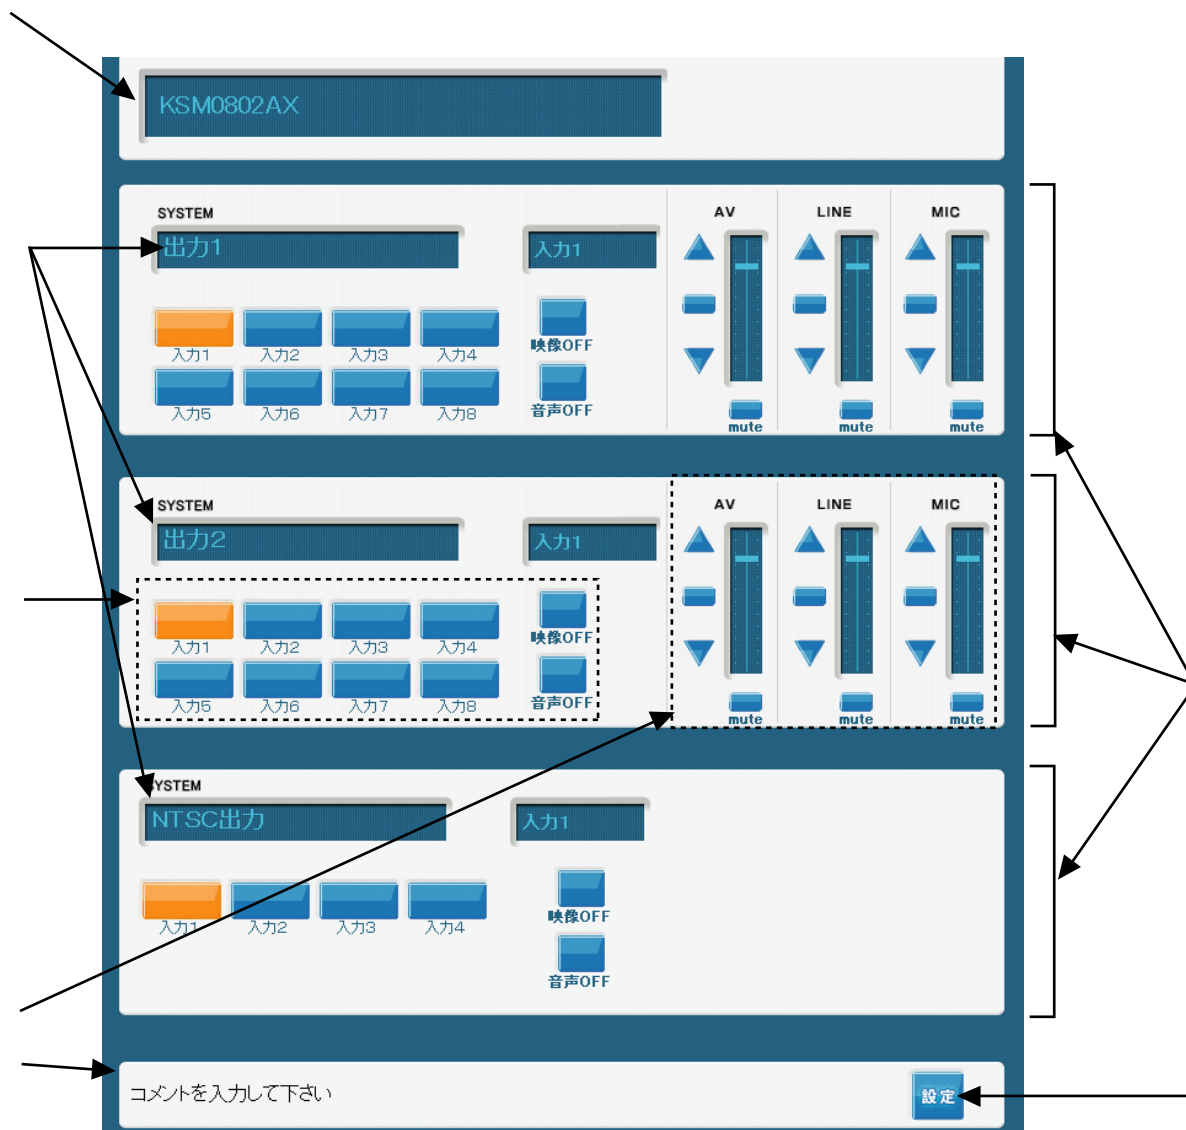 KSM0802AX
SYSTEM
出力1
入力1
AV LINE MIC
入力1 入力2 入力3 入力4
映像OFF
入力5 入力6 入力7 入力8
音声OFF
mute mute mute
SYSTEM
出力2
入力1
AV LINE MIC
入力1 入力2 入力3 入力4
映像OFF
入力5 入力6 入力7 入力8
音声OFF
mute mute mute
SYSTEM
NTSC出力
入力1
入力1 入力2 入力3 入力4
映像OFF
音声OFF
コメントを入力して下さい
設定